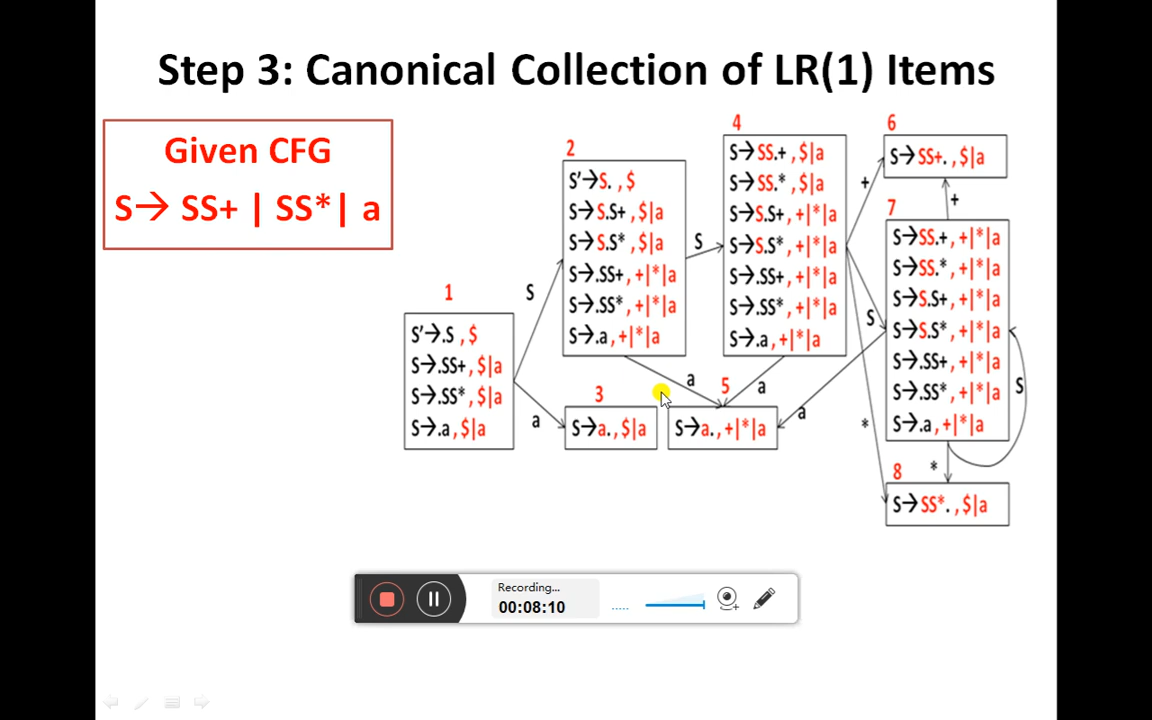 Step 3: Canonical Collection of LR(1) Items
Given CFG
S→ SS+ | SS*| a
1
S'→.S ,$
S→.SS+ ,$|a
S→.SS* ,$|a
S→.a ,$|a
S
a
2
S'→S. ,$
S→S.S+ ,$|a
S→S.S* ,$|a
S→.SS+ ,+|*|a
S→.SS* ,+|*|a
S→.a ,+|*|a
S
a
3
S→a. ,$|a
4
S→SS.+ ,$|a
S→SS.* ,$|a
S→S.S+ ,+|*|a
S→S.S* ,+|*|a
S→.SS+ ,+|*|a
S→.SS* ,+|*|a
S→.a ,+|*|a
+
S
a
*
5
S→a. ,+|*|a
6
S→SS+. ,$|a
+
7
S→SS.+ ,+|*|a
S→SS.* ,+|*|a
S→S.S+ ,+|*|a
S→S.S* ,+|*|a
S→.SS+ ,+|*|a
S→.SS* ,+|*|a
S→.a ,+|*|a
S
a
*
8
S→SS*. ,$|a
Recording...
00:08:10